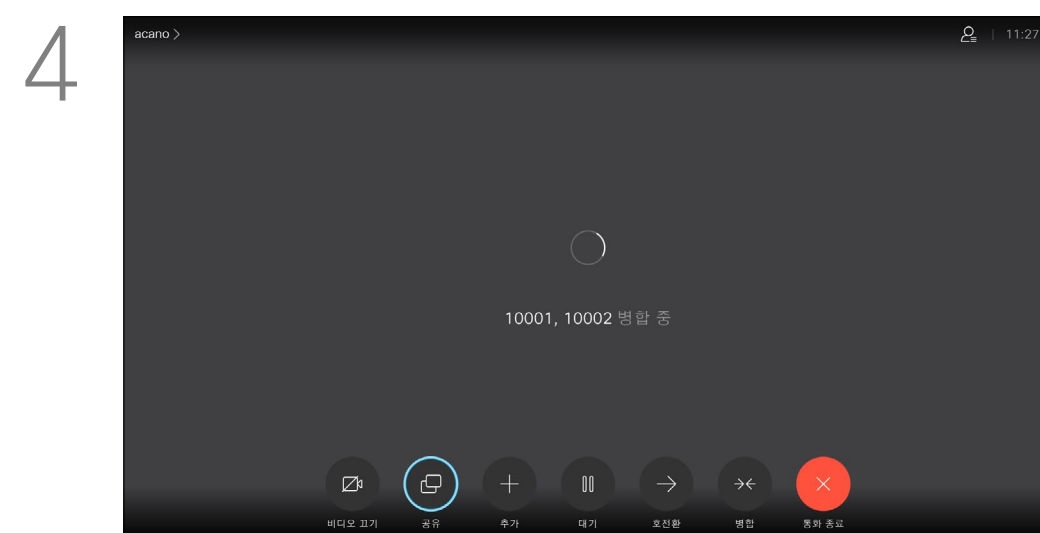 4
acano >
11:27
10001, 10002 병합 중
비디오 끄기 공유 추가 대기 호전환 병합 통화 종료